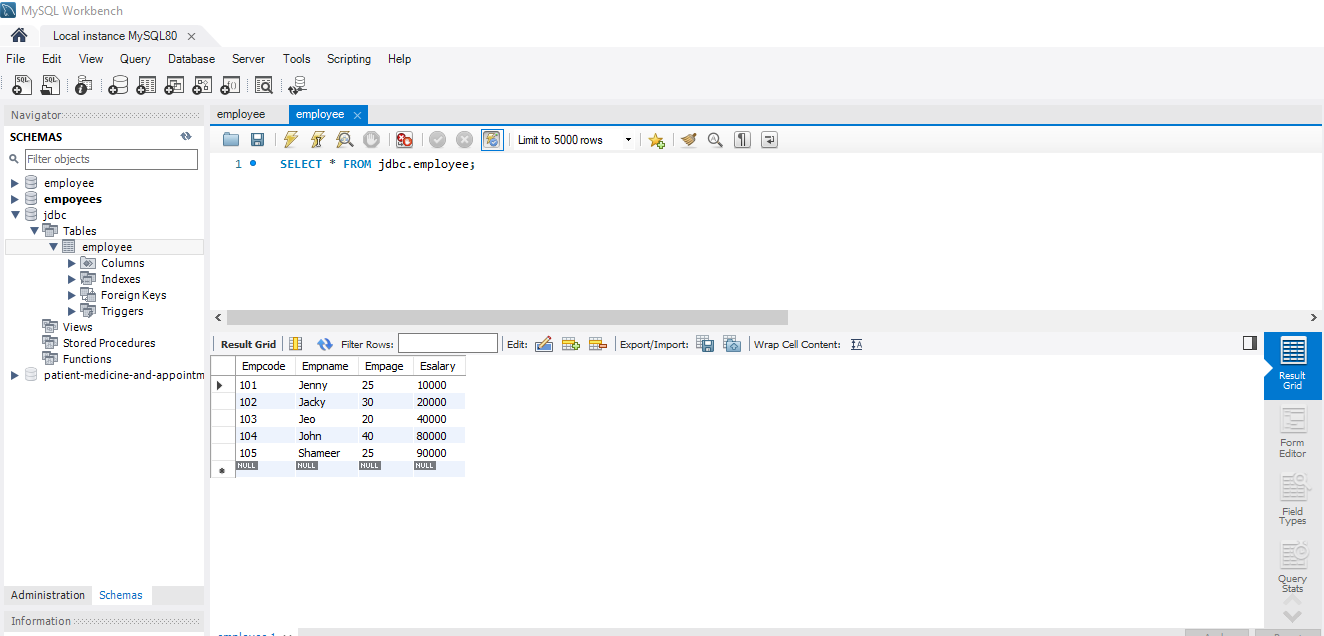 MySQL Workbench
Local instance MySQL80
File Edit View Query Database Server Tools Scripting Help
SQL SQL
Navigator
SCHEMAS
Filter objects
employee
empoyees
jdbc
Tables
employee
Columns
Indexes
Foreign Keys
Triggers
Views
Stored Procedures
Functions
patient-medicine-and-appointm
Administration Schemas
Information
employee employee
Limit to 5000 rows
1 SELECT * FROM jdbc.employee;
Result Grid Filter Rows: Edit: Export/Import: Wrap Cell Content: IA
Empcode Empname Empage Esalary
101 Jenny 25 10000
102 Jacky 30 20000
103 Jeo 20 40000
104 John 40 80000
105 Shameer 25 90000
NULL NULL NULL NULL
Result
Grid
Form
Editor
Field
Types
Query
Stats